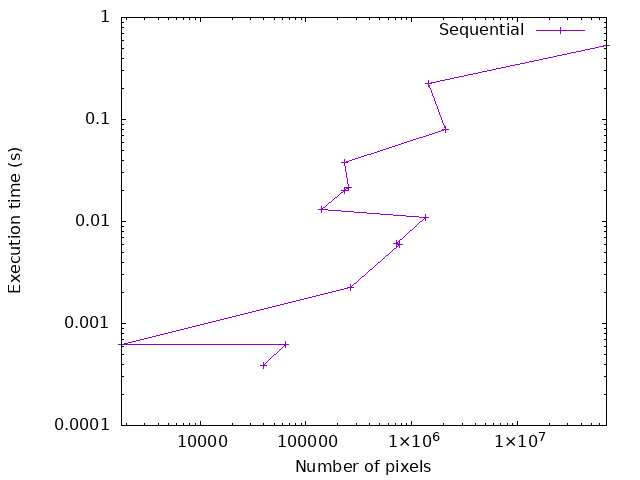 1
Sequential
0.1
Execution time (s)
0.01
0.001
0.0001
10000 100000 1×10⁶ 1×10⁷
Number of pixels